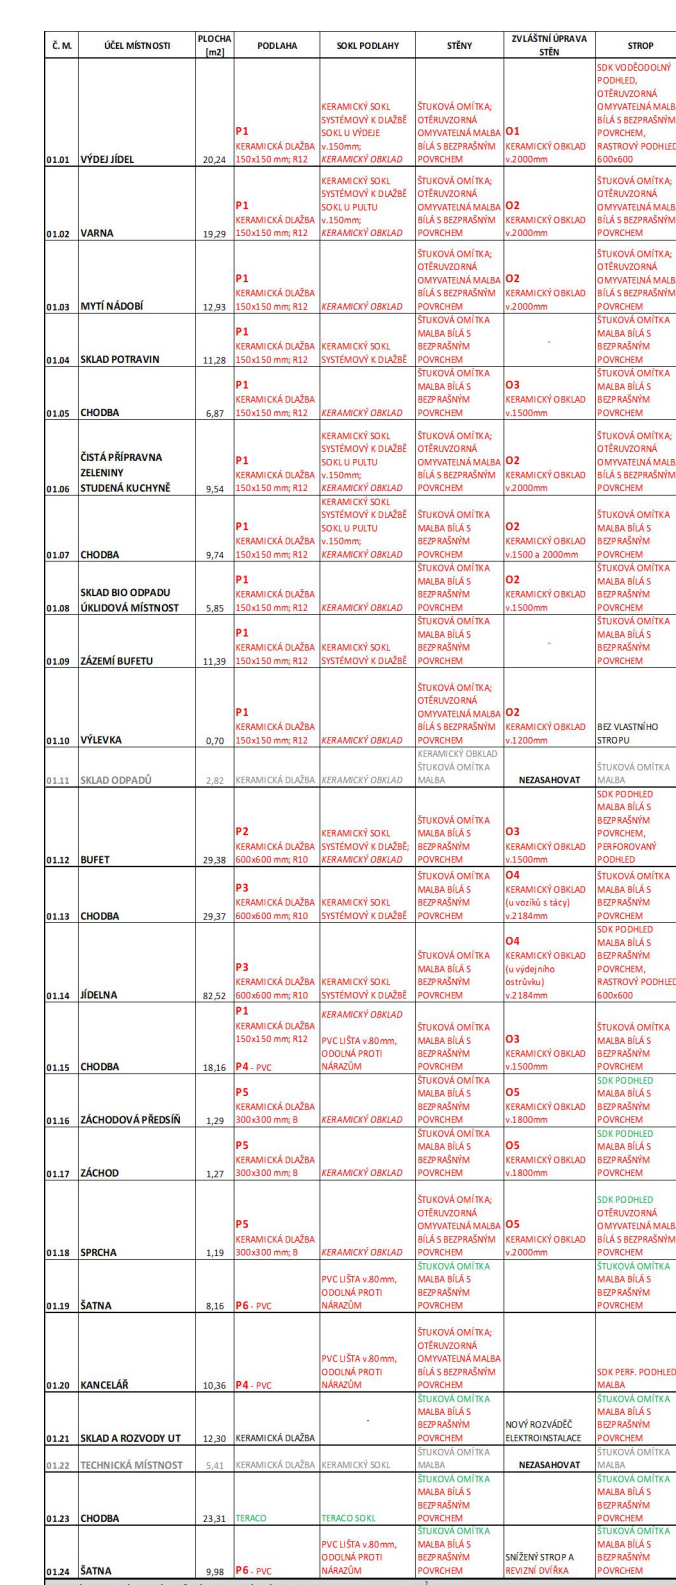 Č. M. ÚČEL MÍSTNOSTI PLOCHA [m2] PODLAHA SOKL PODLAHY STĚNY ZVLÁŠTNÍ ÚPRAVA STĚN STROP
01.01 VÝDEJ JÍDEL 20,24
P1
KERAMICKÁ DLAŽBA
150x150 mm; R12
KERAMICKÝ SOKL
SYSTÉMOVÝ K DLAŽBĚ
SOKL U VÝDEJE
v.150mm;
KERAMICKÝ OBKLAD
ŠTUKOVÁ OMÍTKA;
OTĚRUVZORNÁ
OMYVATELNÁ MALBA
BÍLÁ S BEZPRAŠNÝM
POVRCHEM
O1
KERAMICKÝ OBKLAD
v.2000mm
SDK VODĚODOLNÝ
PODHLED,
OTĚRUVZORNÁ
OMYVATELNÁ MALB
BÍLÁ S BEZPRAŠNÝM
POVRCHEM,
RASTROVÝ PODHLED
600x600
01.02 VARNA 19,29
P1
KERAMICKÁ DLAŽBA
150x150 mm; R12
KERAMICKÝ SOKL
SYSTÉMOVÝ K DLAŽBĚ
SOKL U PULTU
v.150mm;
KERAMICKÝ OBKLAD
ŠTUKOVÁ OMÍTKA;
OTĚRUVZORNÁ
OMYVATELNÁ MALBA
BÍLÁ S BEZPRAŠNÝM
POVRCHEM
O2
KERAMICKÝ OBKLAD
v.2000mm
ŠTUKOVÁ OMÍTKA;
OTĚRUVZORNÁ
OMYVATELNÁ MALB
BÍLÁ S BEZPRAŠNÝM
POVRCHEM
01.03 MYTÍ NÁDOBÍ 12,93
P1
KERAMICKÁ DLAŽBA
150x150 mm; R12
KERAMICKÝ OBKLAD
ŠTUKOVÁ OMÍTKA;
OTĚRUVZORNÁ
OMYVATELNÁ MALBA
BÍLÁ S BEZPRAŠNÝM
POVRCHEM
O2
KERAMICKÝ OBKLAD
v.2000mm
ŠTUKOVÁ OMÍTKA;
OTĚRUVZORNÁ
OMYVATELNÁ MALB
BÍLÁ S BEZPRAŠNÝM
POVRCHEM
01.04 SKLAD POTRAVIN 11,28
P1
KERAMICKÁ DLAŽBA
150x150 mm; R12
KERAMICKÝ SOKL
SYSTÉMOVÝ K DLAŽBĚ
ŠTUKOVÁ OMÍTKA
MALBA BÍLÁ S
BEZPRAŠNÝM
POVRCHEM
-
ŠTUKOVÁ OMÍTKA
MALBA BÍLÁ S
BEZPRAŠNÝM
POVRCHEM
01.05 CHODBA 6,87
P1
KERAMICKÁ DLAŽBA
150x150 mm; R12
KERAMICKÝ OBKLAD
ŠTUKOVÁ OMÍTKA
MALBA BÍLÁ S
BEZPRAŠNÝM
POVRCHEM
O3
KERAMICKÝ OBKLAD
v.1500mm
ŠTUKOVÁ OMÍTKA
MALBA BÍLÁ S
BEZPRAŠNÝM
POVRCHEM
ČISTÁ PŘÍPRAVNA
ZELENINY
01.06 STUDENÁ KUCHYNĚ 9,54
P1
KERAMICKÁ DLAŽBA
150x150 mm; R12
KERAMICKÝ SOKL
SYSTÉMOVÝ K DLAŽBĚ
SOKL U PULTU
v.150mm;
KERAMICKÝ OBKLAD
ŠTUKOVÁ OMÍTKA;
OTĚRUVZORNÁ
OMYVATELNÁ MALBA
BÍLÁ S BEZPRAŠNÝM
POVRCHEM
O2
KERAMICKÝ OBKLAD
v.2000mm
ŠTUKOVÁ OMÍTKA;
OTĚRUVZORNÁ
OMYVATELNÁ MALB
BÍLÁ S BEZPRAŠNÝM
POVRCHEM
01.07 CHODBA 9,74
P1
KERAMICKÁ DLAŽBA
150x150 mm; R12
KERAMICKÝ SOKL
SYSTÉMOVÝ K DLAŽBĚ
SOKL U PULTU
v.150mm;
KERAMICKÝ OBKLAD
ŠTUKOVÁ OMÍTKA
MALBA BÍLÁ S
BEZPRAŠNÝM
POVRCHEM
O2
KERAMICKÝ OBKLAD
v.1500 a 2000mm
ŠTUKOVÁ OMÍTKA
MALBA BÍLÁ S
BEZPRAŠNÝM
POVRCHEM
SKLAD BIO ODPADU
01.08 ÚKLIDOVÁ MÍSTNOST 5,85
P1
KERAMICKÁ DLAŽBA
150x150 mm; R12
KERAMICKÝ OBKLAD
ŠTUKOVÁ OMÍTKA
MALBA BÍLÁ S
BEZPRAŠNÝM
POVRCHEM
O2
KERAMICKÝ OBKLAD
v.1500mm
ŠTUKOVÁ OMÍTKA
MALBA BÍLÁ S
BEZPRAŠNÝM
POVRCHEM
01.09 ZÁZEMÍ BUFETU 11,39
P1
KERAMICKÁ DLAŽBA
150x150 mm; R12
KERAMICKÝ SOKL
SYSTÉMOVÝ K DLAŽBĚ
ŠTUKOVÁ OMÍTKA
MALBA BÍLÁ S
BEZPRAŠNÝM
POVRCHEM
-
ŠTUKOVÁ OMÍTKA
MALBA BÍLÁ S
BEZPRAŠNÝM
POVRCHEM
01.10 VÝLEVKA 0,70
P1
KERAMICKÁ DLAŽBA
150x150 mm; R12
KERAMICKÝ OBKLAD
ŠTUKOVÁ OMÍTKA;
OTĚRUVZORNÁ
OMYVATELNÁ MALBA
BÍLÁ S BEZPRAŠNÝM
POVRCHEM
O2
KERAMICKÝ OBKLAD
v.1200mm
BEZ VLASTNÍHO
STROPU
01.11 SKLAD ODPADŮ 2,82
KERAMICKÁ DLAŽBA
KERAMICKÝ OBKLAD
KERAMICKÝ OBKLAD
ŠTUKOVÁ OMÍTKA
MALBA
NEZASAHOVAT
ŠTUKOVÁ OMÍTKA
MALBA
01.12 BUFET 29,38
P2
KERAMICKÁ DLAŽBA
600x600 mm; R10
KERAMICKÝ SOKL
SYSTÉMOVÝ K DLAŽBĚ;
KERAMICKÝ OBKLAD
ŠTUKOVÁ OMÍTKA
MALBA BÍLÁ S
BEZPRAŠNÝM
POVRCHEM
O3
KERAMICKÝ OBKLAD
v.1500mm
SDK PODHLED
MALBA BÍLÁ S
BEZPRAŠNÝM
POVRCHEM,
PERFOROVANÝ
PODHLED
01.13 CHODBA 29,37
P3
KERAMICKÁ DLAŽBA
600x600 mm; R10
KERAMICKÝ SOKL
SYSTÉMOVÝ K DLAŽBĚ
ŠTUKOVÁ OMÍTKA
MALBA BÍLÁ S
BEZPRAŠNÝM
POVRCHEM
O4
KERAMICKÝ OBKLAD
(u vozíků s tácy)
v.2184mm
ŠTUKOVÁ OMÍTKA
MALBA BÍLÁ S
BEZPRAŠNÝM
POVRCHEM
01.14 JÍDELNA 82,52
P3
KERAMICKÁ DLAŽBA
600x600 mm; R10
KERAMICKÝ SOKL
SYSTÉMOVÝ K DLAŽBĚ
ŠTUKOVÁ OMÍTKA
MALBA BÍLÁ S
BEZPRAŠNÝM
POVRCHEM
O4
KERAMICKÝ OBKLAD
(u výdejního
ostrůvku)
v.2184mm
SDK PODHLED
MALBA BÍLÁ S
BEZPRAŠNÝM
POVRCHEM,
RASTROVÝ PODHLED
600x600
01.15 CHODBA 18,16
P1
KERAMICKÁ DLAŽBA
150x150 mm; R12
P4 - PVC
KERAMICKÝ OBKLAD
PVC LIŠTA v.80mm,
ODOLNÁ PROTI
NÁRAZŮM
ŠTUKOVÁ OMÍTKA
MALBA BÍLÁ S
BEZPRAŠNÝM
POVRCHEM
O3
KERAMICKÝ OBKLAD
v.1500mm
ŠTUKOVÁ OMÍTKA
MALBA BÍLÁ S
BEZPRAŠNÝM
POVRCHEM
01.16 ZÁCHODOVÁ PŘEDSÍŇ 1,29
P5
KERAMICKÁ DLAŽBA
300x300 mm; B
KERAMICKÝ OBKLAD
ŠTUKOVÁ OMÍTKA
MALBA BÍLÁ S
BEZPRAŠNÝM
POVRCHEM
O5
KERAMICKÝ OBKLAD
v.1800mm
SDK PODHLED
MALBA BÍLÁ S
BEZPRAŠNÝM
POVRCHEM
01.17 ZÁCHOD 1,27
P5
KERAMICKÁ DLAŽBA
300x300 mm; B
KERAMICKÝ OBKLAD
ŠTUKOVÁ OMÍTKA
MALBA BÍLÁ S
BEZPRAŠNÝM
POVRCHEM
O5
KERAMICKÝ OBKLAD
v.1800mm
SDK PODHLED
MALBA BÍLÁ S
BEZPRAŠNÝM
POVRCHEM
01.18 SPRCHA 1,19
P5
KERAMICKÁ DLAŽBA
300x300 mm; B
KERAMICKÝ OBKLAD
ŠTUKOVÁ OMÍTKA;
OTĚRUVZORNÁ
OMYVATELNÁ MALBA
BÍLÁ S BEZPRAŠNÝM
POVRCHEM
O5
KERAMICKÝ OBKLAD
v.2000mm
SDK PODHLED
OTĚRUVZORNÁ
OMYVATELNÁ MALB
BÍLÁ S BEZPRAŠNÝM
POVRCHEM
01.19 ŠATNA 8,16
P6 - PVC
PVC LIŠTA v.80mm,
ODOLNÁ PROTI
NÁRAZŮM
ŠTUKOVÁ OMÍTKA
MALBA BÍLÁ S
BEZPRAŠNÝM
POVRCHEM
ŠTUKOVÁ OMÍTKA
MALBA BÍLÁ S
BEZPRAŠNÝM
POVRCHEM
01.20 KANCELÁŘ 10,36
P4 - PVC
PVC LIŠTA v.80mm,
ODOLNÁ PROTI
NÁRAZŮM
ŠTUKOVÁ OMÍTKA;
OTĚRUVZORNÁ
OMYVATELNÁ MALBA
BÍLÁ S BEZPRAŠNÝM
POVRCHEM
SDK PERF. PODHLED
MALBA
01.21 SKLAD A ROZVODY UT 12,30
KERAMICKÁ DLAŽBA
-
ŠTUKOVÁ OMÍTKA
MALBA BÍLÁ S
BEZPRAŠNÝM
POVRCHEM
NOVÝ ROZVÁDĚČ
ELEKTROINSTALACE
ŠTUKOVÁ OMÍTKA
MALBA BÍLÁ S
BEZPRAŠNÝM
POVRCHEM
01.22 TECHNICKÁ MÍSTNOST 5,41
KERAMICKÁ DLAŽBA
KERAMICKÝ SOKL
ŠTUKOVÁ OMÍTKA
MALBA
NEZASAHOVAT
ŠTUKOVÁ OMÍTKA
MALBA
01.23 CHODBA 23,31
TERACO
TERACO SOKL
ŠTUKOVÁ OMÍTKA
MALBA BÍLÁ S
BEZPRAŠNÝM
POVRCHEM
ŠTUKOVÁ OMÍTKA
MALBA BÍLÁ S
BEZPRAŠNÝM
POVRCHEM
01.24 ŠATNA 9,98
P6 - PVC
PVC LIŠTA v.80mm,
ODOLNÁ PROTI
NÁRAZŮM
ŠTUKOVÁ OMÍTKA
MALBA BÍLÁ S
BEZPRAŠNÝM
POVRCHEM
SNÍŽENÝ STROP A
REVIZNÍ DVÍŘKA
ŠTUKOVÁ OMÍTKA
MALBA BÍLÁ S
BEZPRAŠNÝM
POVRCHEM